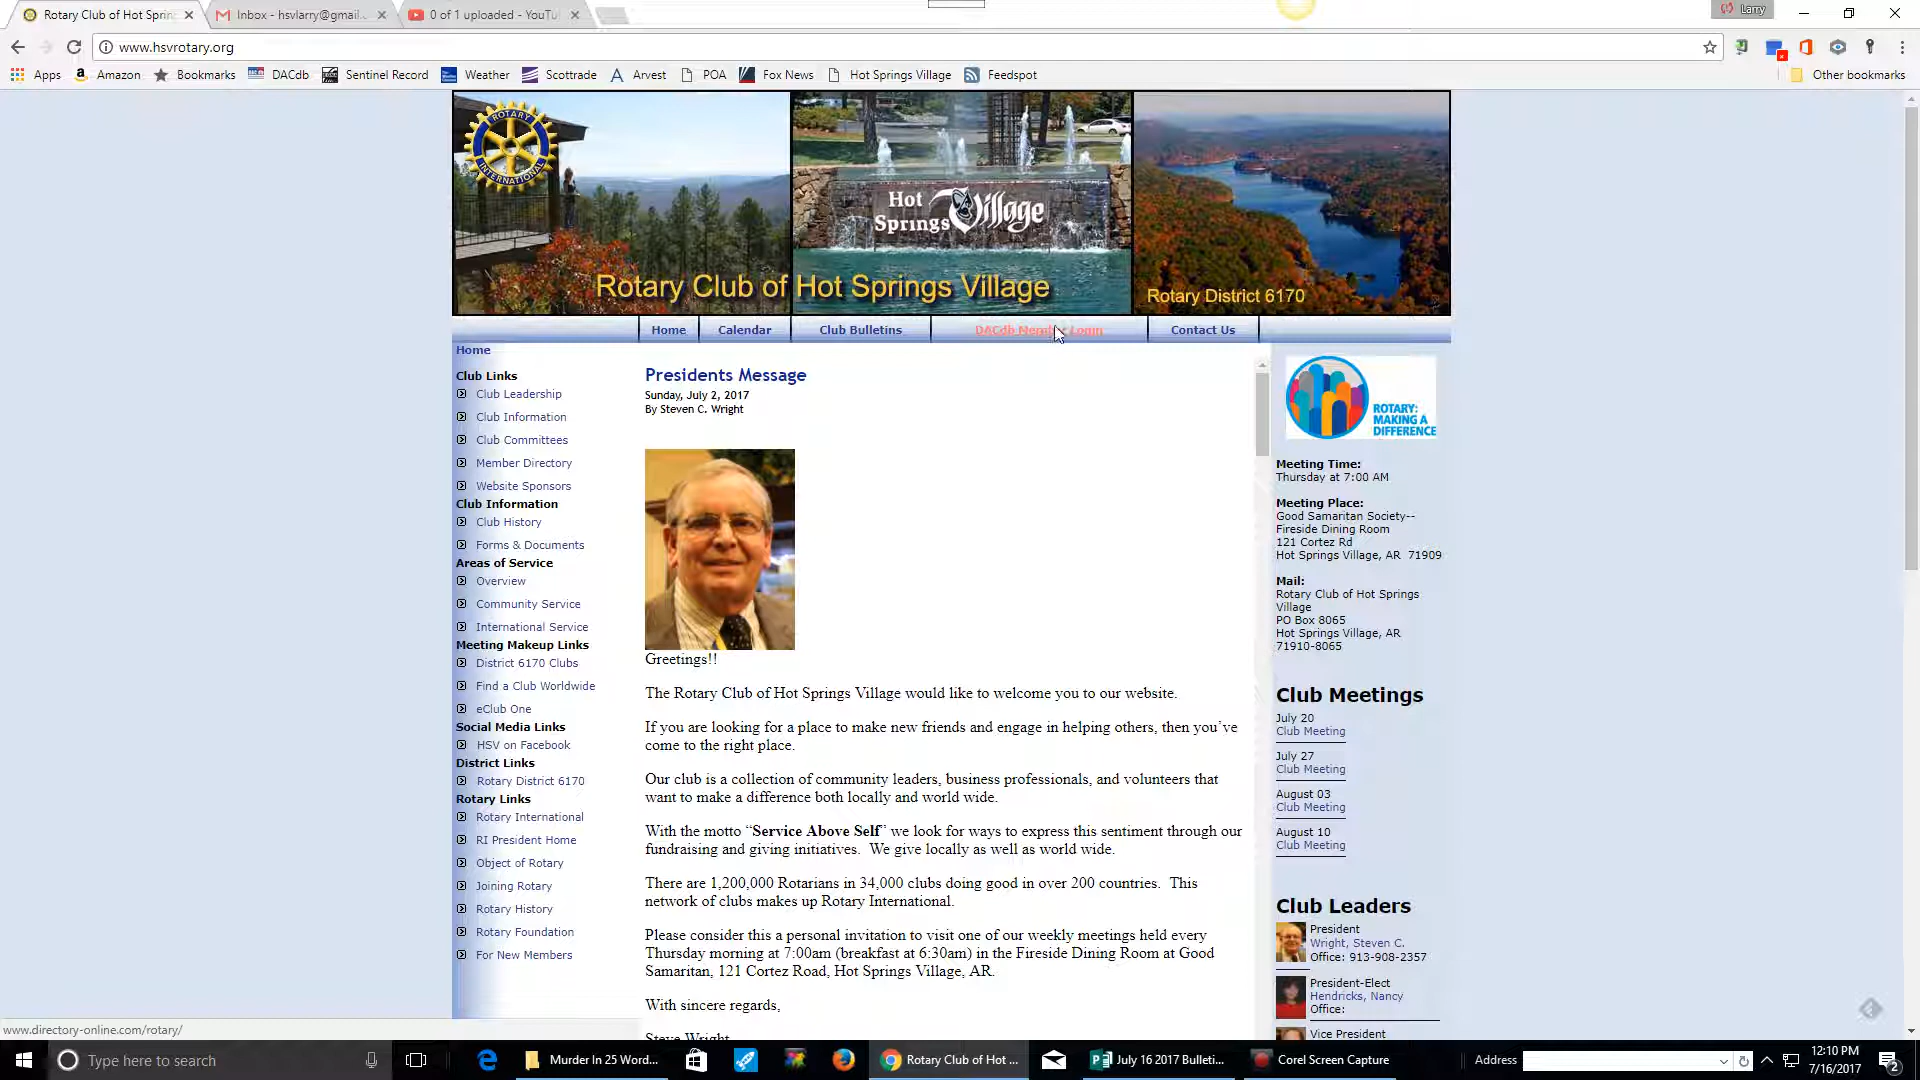 Rotary Club of Hot Sprin
Inbox - hsvlarry@gmail.
0 of 1 uploaded - YouTu
Larry
www.hsvrotary.org
Apps
Amazon
Bookmarks
DACdb
Sentinel Record
Weather
Scottrade
Arvest
POA
Fox News
Hot Springs Village
Feedspot
Other bookmarks
ROTARY
INTERNATIONAL
Hot
Springs Village
Rotary Club of Hot Springs Village
Rotary District 6170
Home
Calendar
Club Bulletins
DACdb Member Login
Contact Us
Home
Club Links
Club Leadership
Club Information
Club Committees
Member Directory
Website Sponsors
Club Information
Club History
Forms & Documents
Areas of Service
Overview
Community Service
International Service
Meeting Makeup Links
District 6170 Clubs
Find a Club Worldwide
eClub One
Social Media Links
HSV on Facebook
District Links
Rotary District 6170
Rotary Links
Rotary International
RI President Home
Object of Rotary
Joining Rotary
Rotary History
Rotary Foundation
For New Members
Presidents Message
Sunday, July 2, 2017
By Steven C. Wright
Greetings!!
The Rotary Club of Hot Springs Village would like to welcome you to our website.
If you are looking for a place to make new friends and engage in helping others, then you’ve
come to the right place.
Our club is a collection of community leaders, business professionals, and volunteers that
want to make a difference both locally and world wide.
With the motto “Service Above Self” we look for ways to express this sentiment through our
fundraising and giving initiatives.  We give locally as well as world wide.
There are 1,200,000 Rotarians in 34,000 clubs doing good in over 200 countries.  This
network of clubs makes up Rotary International.
Please consider this a personal invitation to visit one of our weekly meetings held every
Thursday morning at 7:00am (breakfast at 6:30am) in the Fireside Dining Room at Good
Samaritan, 121 Cortez Road, Hot Springs Village, AR.
With sincere regards,
Steve Wright
ROTARY:
MAKING A
DIFFERENCE
Meeting Time:
Thursday at 7:00 AM
Meeting Place:
Good Samaritan Society--
Fireside Dining Room
121 Cortez Rd
Hot Springs Village, AR  71909
Mail:
Rotary Club of Hot Springs
Village
PO Box 8065
Hot Springs Village, AR
71910-8065
Club Meetings
July 20
Club Meeting
July 27
Club Meeting
August 03
Club Meeting
August 10
Club Meeting
Club Leaders
President
Wright, Steven C.
Office: 913-908-2357
President-Elect
Hendricks, Nancy
Office:
Vice President
www.directory-online.com/rotary/
Type here to search
Murder In 25 Word...
Rotary Club of Hot ...
July 16 2017 Bulleti...
Corel Screen Capture
Address
12:10 PM
7/16/2017
2